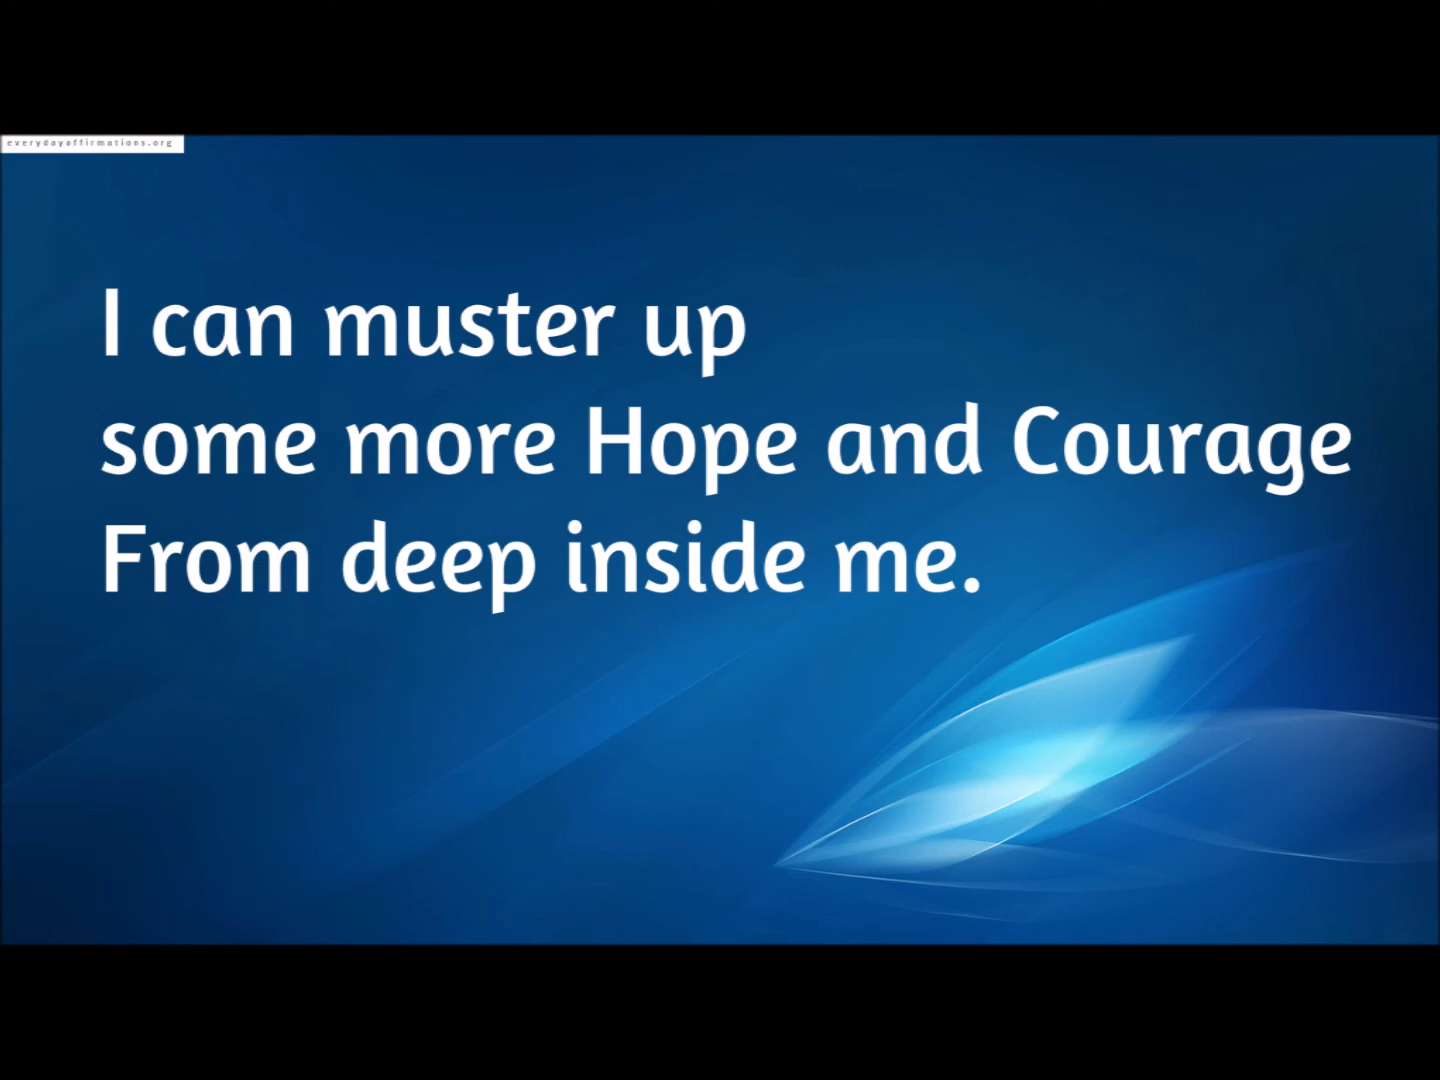 everydayaffirmations.org
I can muster up
some more Hope and Courage
From deep inside me.